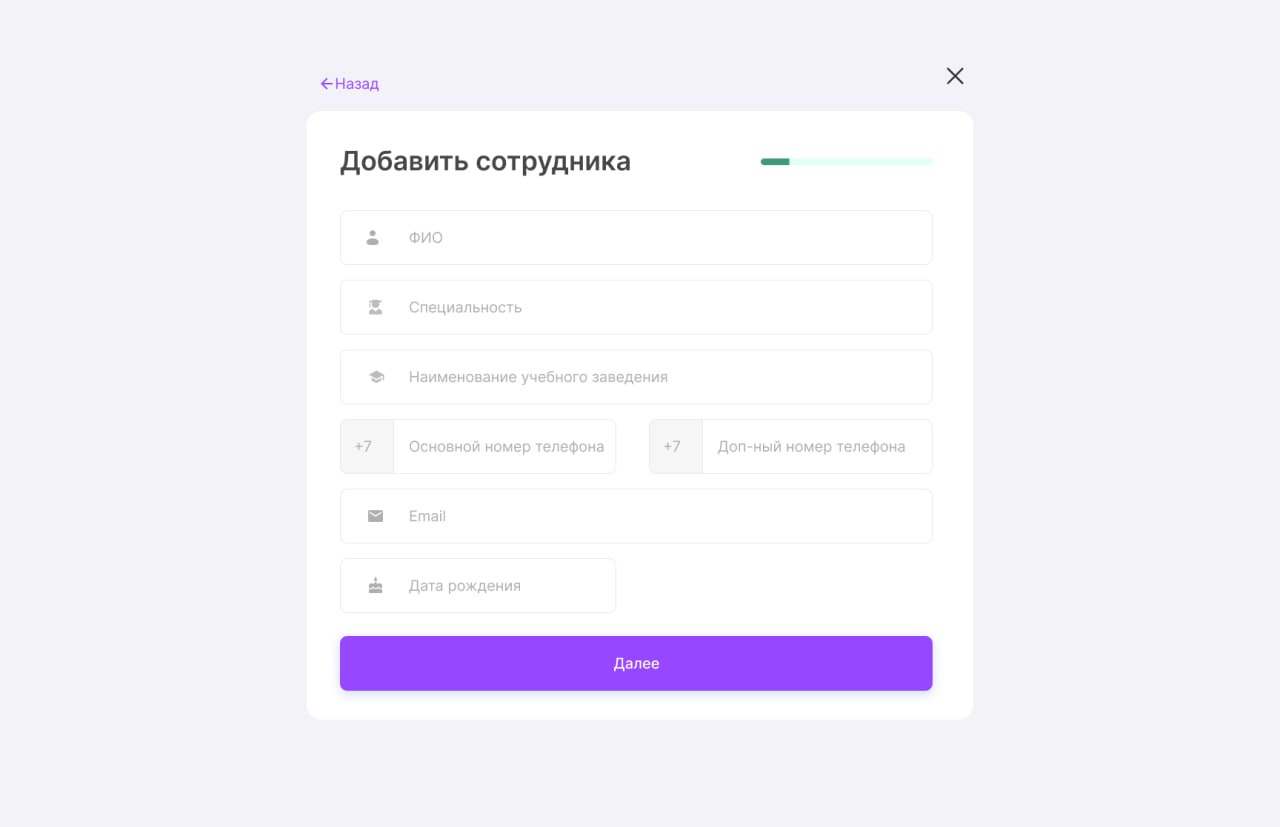 Назад
Добавить сотрудника
ФИО
Специальность
Наименование учебного заведения
+7 Основной номер телефона +7 Доп-ный номер телефона
Email
Дата рождения
Далее